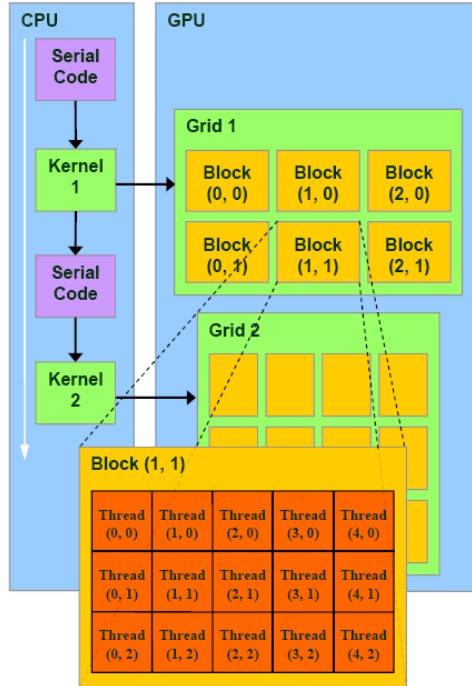 CPU
GPU
Serial
Code
Grid 1
Kernel
1
Block
(0, 0)
Block
(1, 0)
Block
(2, 0)
Block
(0, 1)
Block
(1, 1)
Block
(2, 1)
Serial
Code
Grid 2
Kernel
2
Block (1, 1)
Thread
(0, 0)
Thread
(1, 0)
Thread
(2, 0)
Thread
(3, 0)
Thread
(4, 0)
Thread
(0, 1)
Thread
(1, 1)
Thread
(2, 1)
Thread
(3, 1)
Thread
(4, 1)
Thread
(0, 2)
Thread
(1, 2)
Thread
(2, 2)
Thread
(3, 2)
Thread
(4, 2)